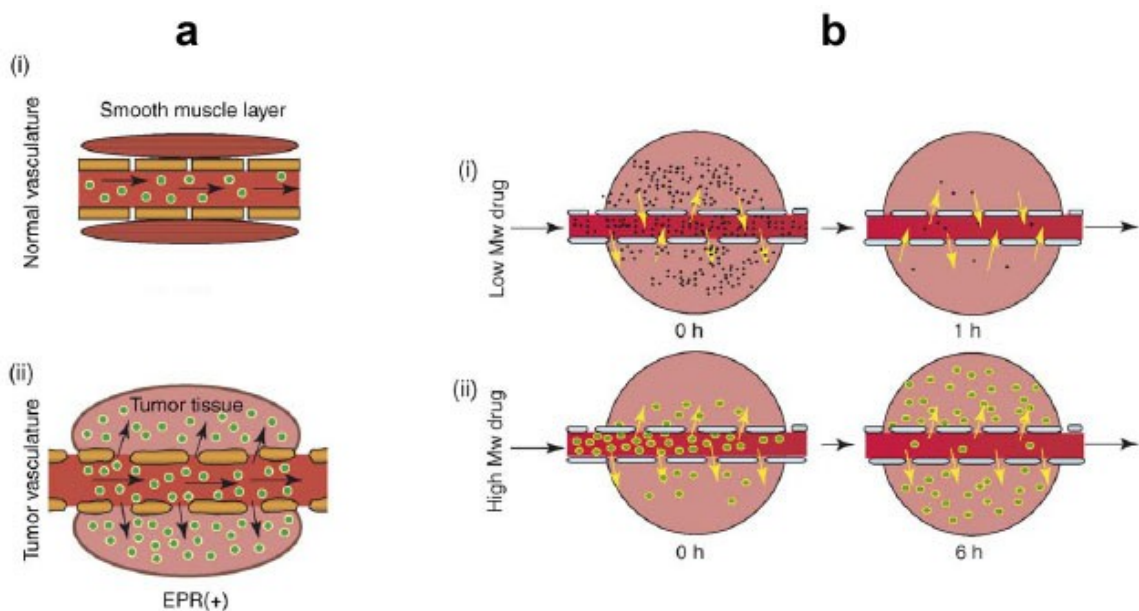 a
(i)
Normal vasculature
Smooth muscle layer
(ii)
Tumor vasculature
Tumor tissue
EPR(+)
b
(i)
Low Mw drug
0 h
1 h
(ii)
High Mw drug
0 h
6 h